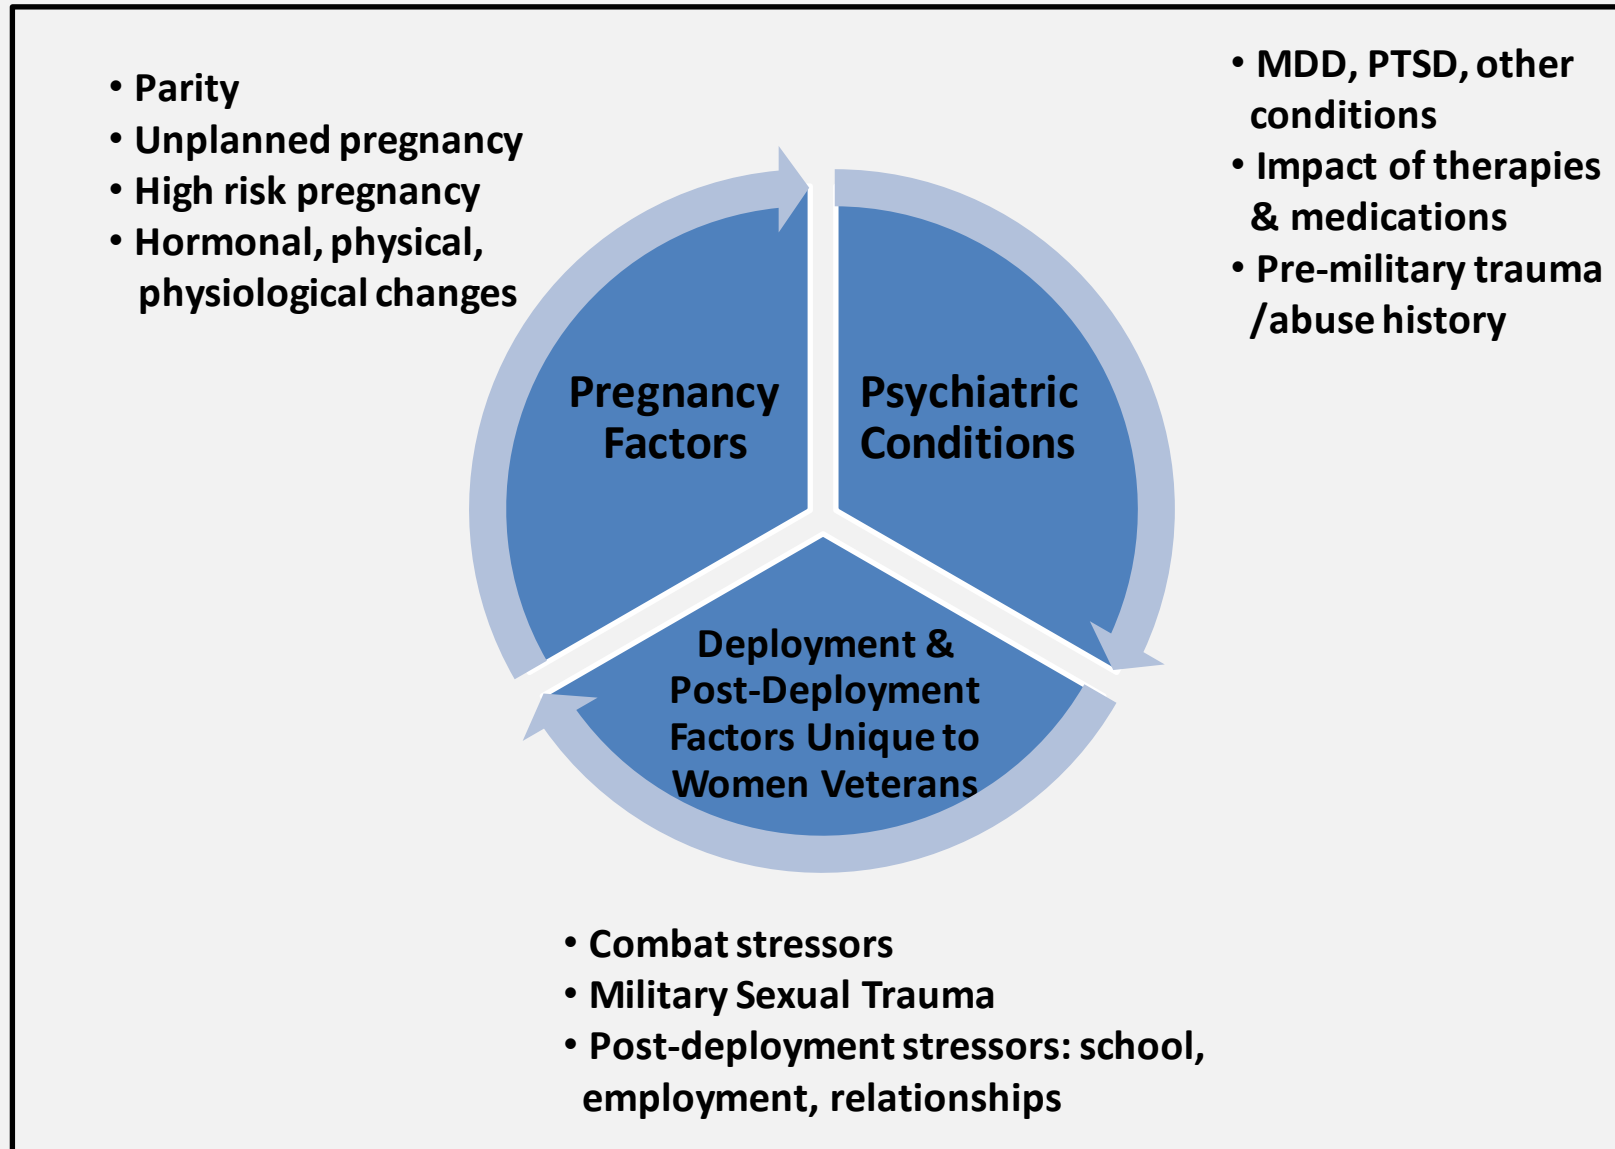 • Parity
• Unplanned pregnancy
• High risk pregnancy
• Hormonal, physical,
physiological changes
• MDD, PTSD, other
conditions
• Impact of therapies
& medications
• Pre-military trauma
/abuse history
Pregnancy
Factors
Psychiatric
Conditions
Deployment &
Post-Deployment
Factors Unique to
Women Veterans
• Combat stressors
• Military Sexual Trauma
• Post-deployment stressors: school,
employment, relationships